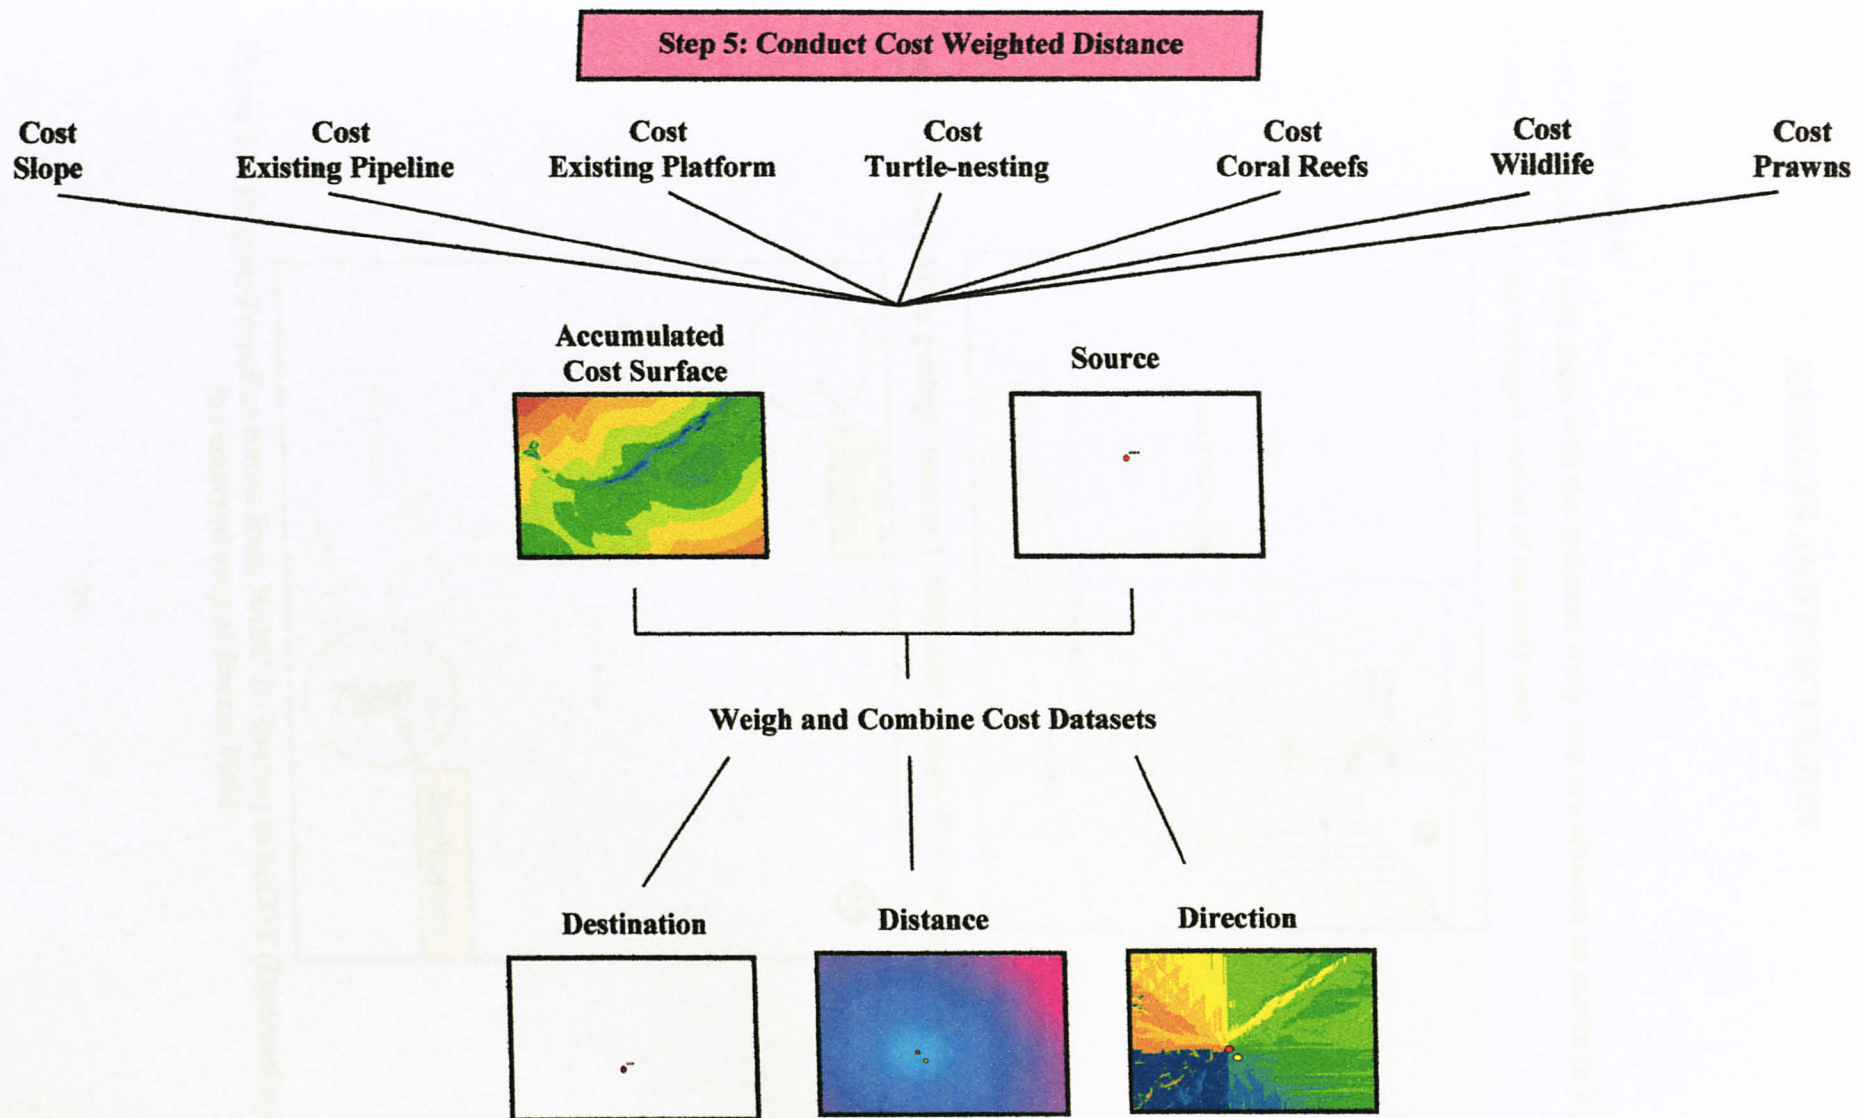 Step 5: Conduct Cost Weighted Distance
Cost
Slope
Cost
Existing Pipeline
Cost
Existing Platform
Cost
Turtle-nesting
Cost
Coral Reefs
Cost
Wildlife
Cost
Prawns
Accumulated
Cost Surface
Source
Weigh and Combine Cost Datasets
Destination
Distance
Direction